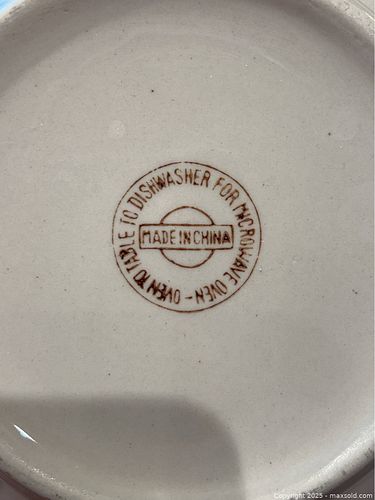 OVEN TO TABLE TO DISHWASHER FOR MICROWAVE OVEN -
MADE IN CHINA
Copyright 2025 - maxsold.com